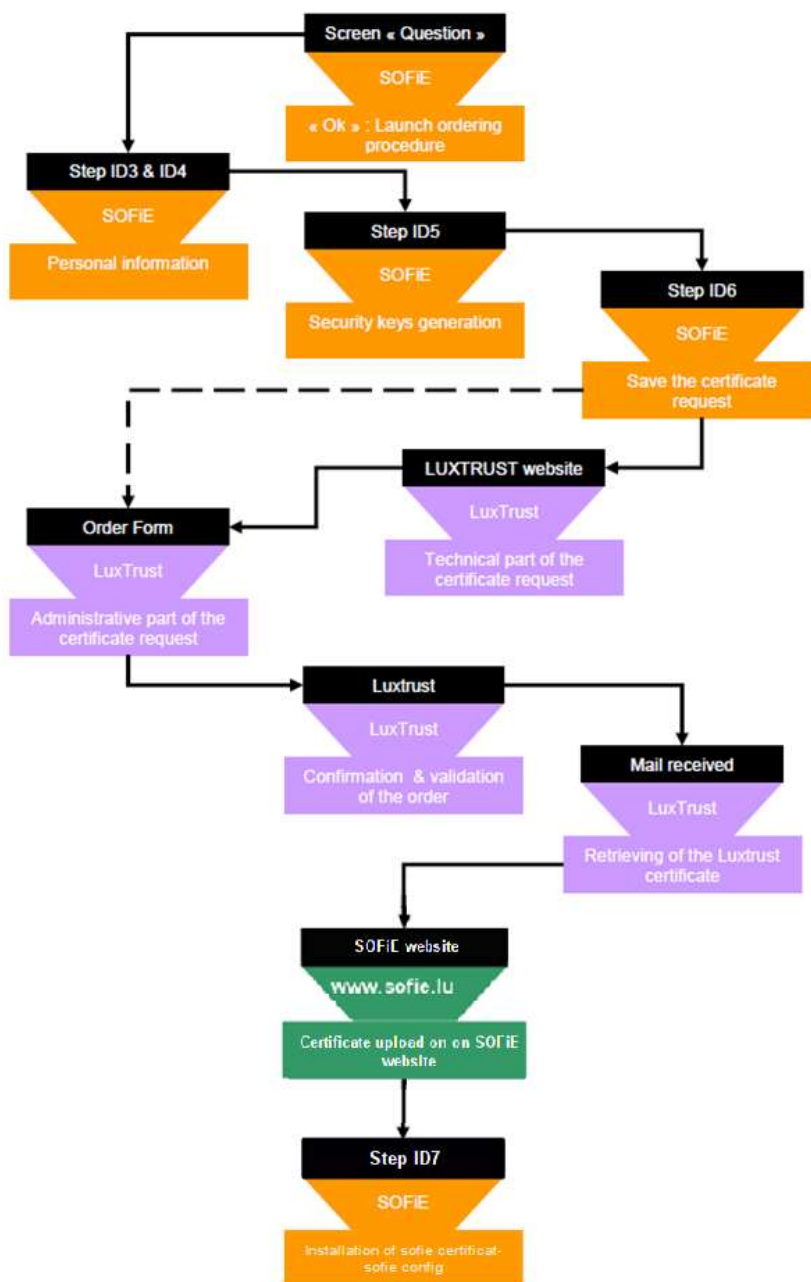 Screen « Question »
SOFiE
« Ok » : Launch ordering
procedure
Step ID3 & ID4
SOFiE
Personal information
Step ID5
SOFiE
Security keys generation
Step ID6
SOFiE
Save the certificate
request
LUXTRUST website
LuxTrust
Technical part of the
certificate request
Order Form
LuxTrust
Administrative part of the
certificate request
Luxtrust
LuxTrust
Confirmation & validation
of the order
Mail received
LuxTrust
Retrieving of the Luxtrust
certificate
SOFiE website
www.sofie.lu
Certificate upload on on SOFiE
website
Step ID7
SOFiE
Installation of sofie certificat-
sofie config